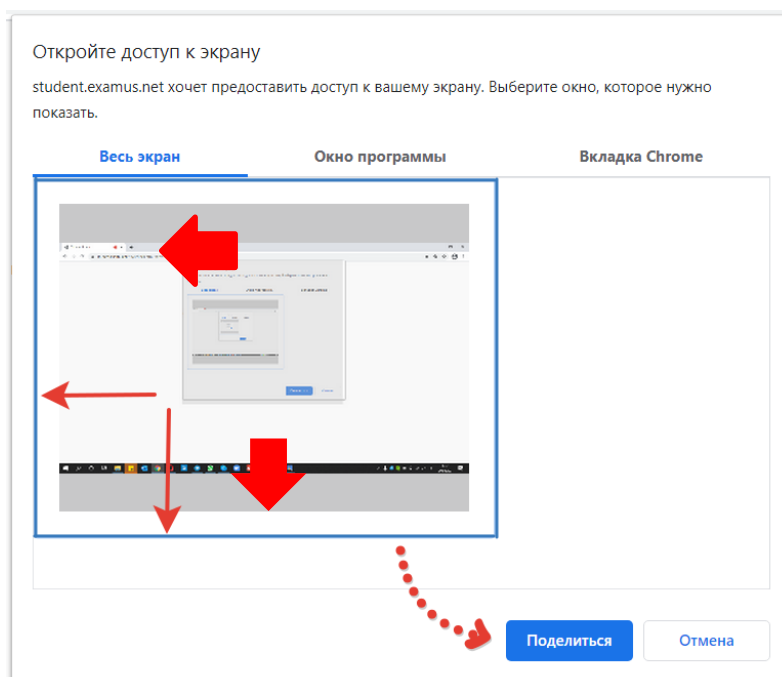 Откройте доступ к экрану
student.examus.net хочет предоставить доступ к вашему экрану. Выберите окно, которое нужно
показать.
Весь экран Окно программы Вкладка Chrome
Поделиться Отмена